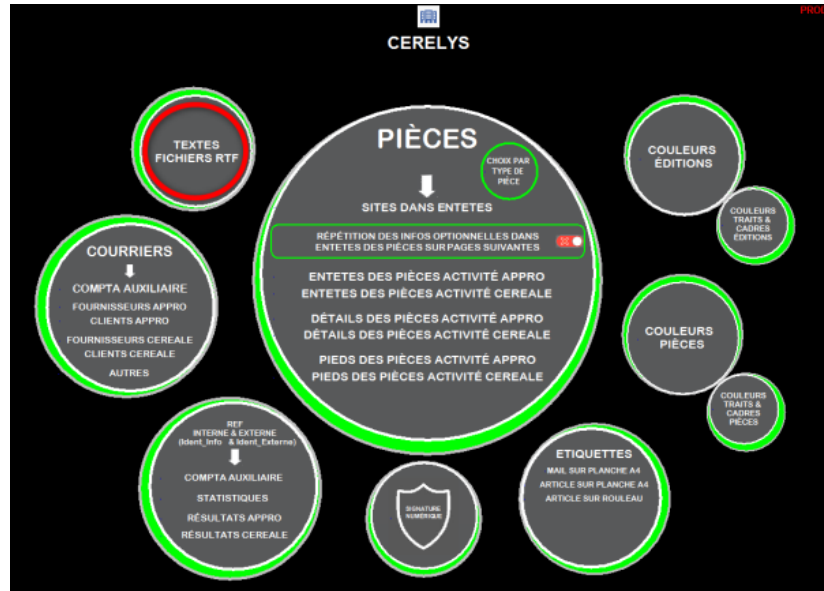 CERELYS
TEXTES
FICHIERS RTF
PIÈCES
CHOIX PAR
TYPE DE
PIÈCE
SITES DANS ENTETES
RÉPÉTITION DES INFOS OPTIONNELLES DANS
ENTETES DES PIÈCES SUR PAGES SUIVANTES
ENTETES DES PIÈCES ACTIVITÉ APPRO
ENTETES DES PIÈCES ACTIVITÉ CEREALE
DÉTAILS DES PIÈCES ACTIVITÉ APPRO
DÉTAILS DES PIÈCES ACTIVITÉ CEREALE
PIEDS DES PIÈCES ACTIVITÉ APPRO
PIEDS DES PIÈCES ACTIVITÉ CEREALE
COULEURS
ÉDITIONS
COULEURS
TRAITS &
CADRES
ÉDITIONS
COURRIERS
COMPTA AUXILIAIRE
FOURNISSEURS APPRO
CLIENTS APPRO
FOURNISSEURS CEREALE
CLIENTS CEREALE
AUTRES
COULEURS
PIÈCES
COULEURS
TRAITS &
CADRES
PIÈCES
REF
INTERNE & EXTERNE
(Ident_Info & Ident_Externe)
COMPTA AUXILIAIRE
STATISTIQUES
RÉSULTATS APPRO
RÉSULTATS CEREALE
SIGNATURE
NUMÉRIQUE
ETIQUETTES
MAIL SUR PLANCHE A4
ARTICLE SUR PLANCHE A4
ARTICLE SUR ROULEAU